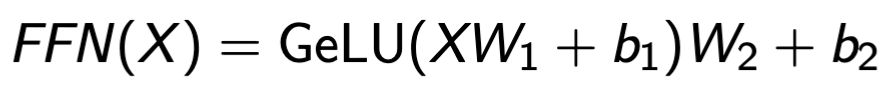 FFN(X) = GeLU(XW₁ + b₁)W₂ + b₂